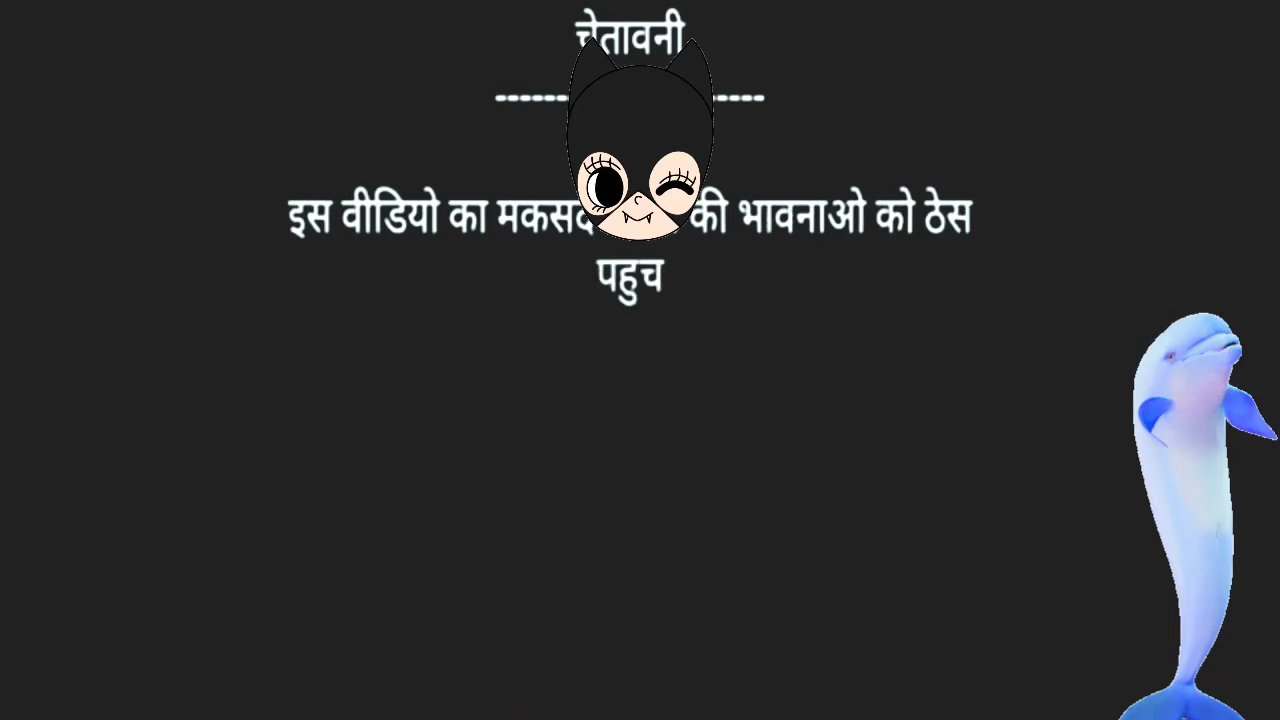 चेतावनी
----------
इस वीडियो का मकसद की भावनाओ को ठेस
पहुच